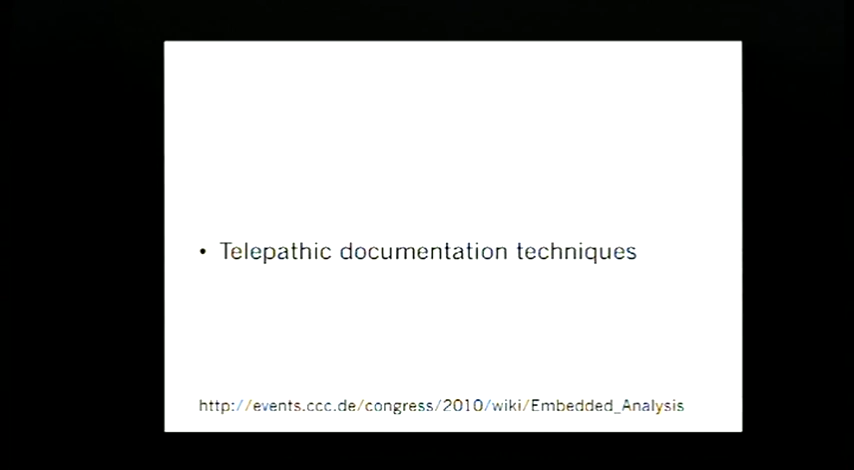 • Telepathic documentation techniques
http://events.ccc.de/congress/2010/wiki/Embedded_Analysis